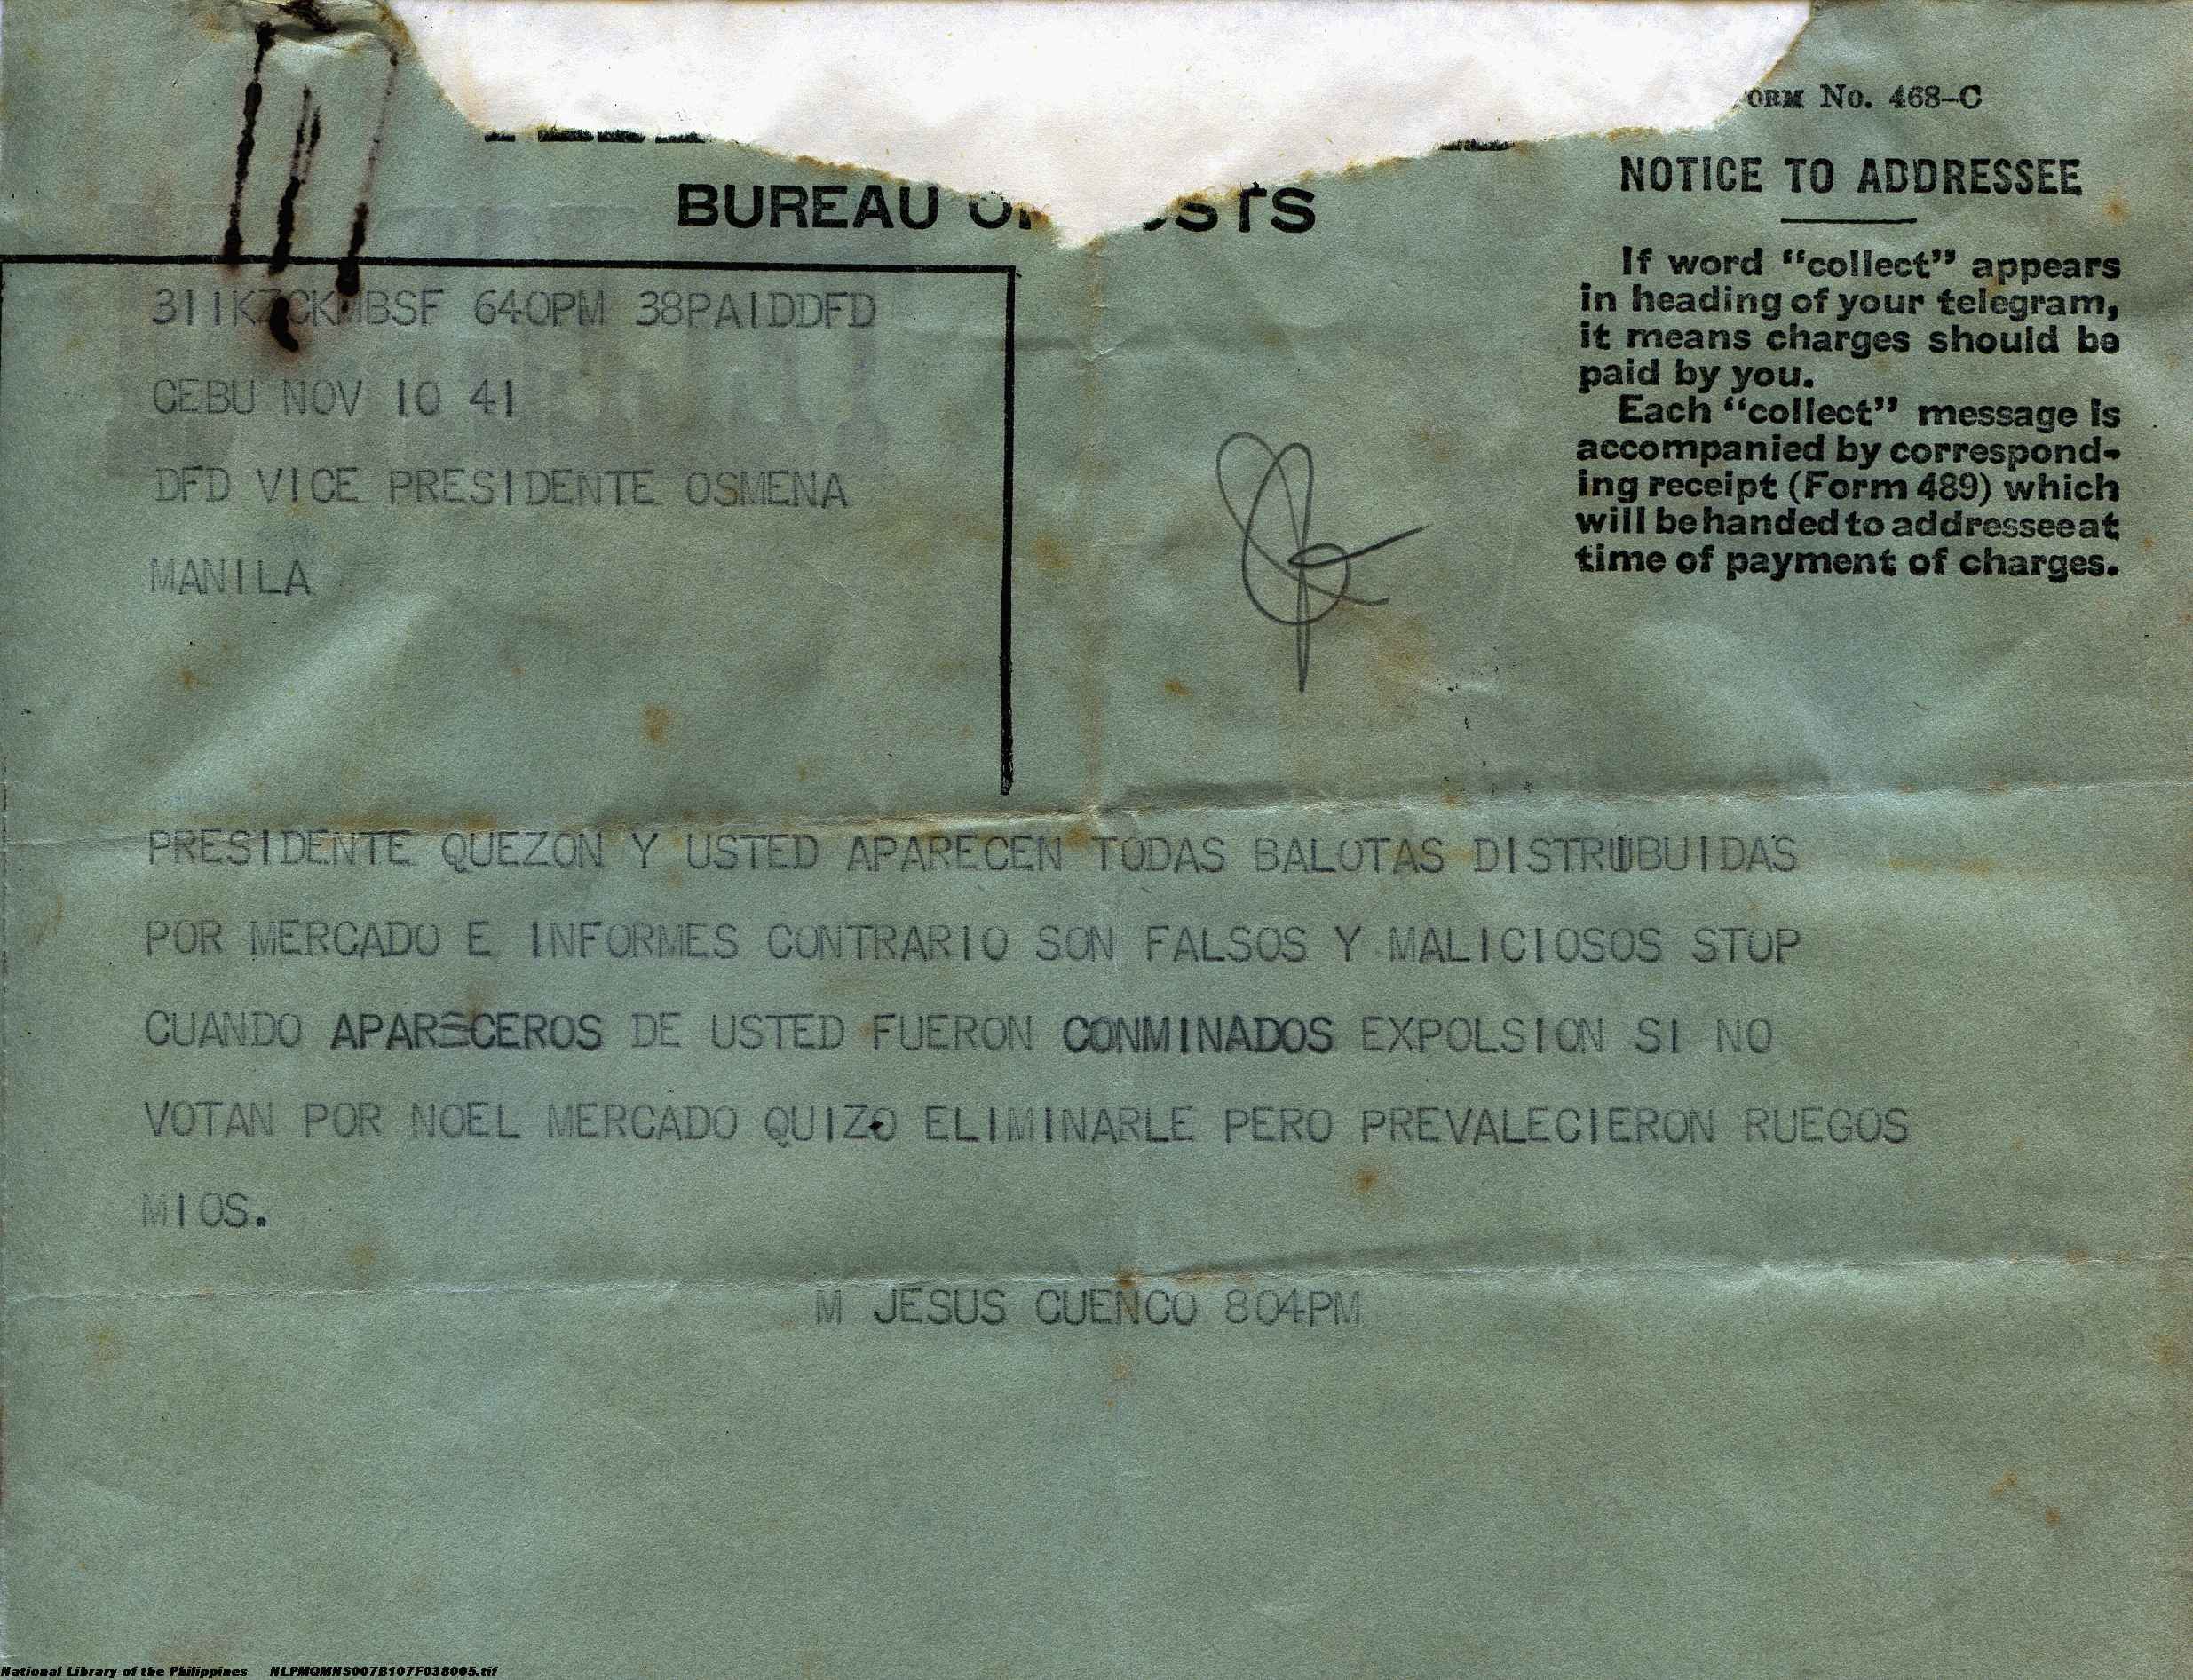 ORM No. 468-C
BUREAU STS
NOTICE TO ADDRESSEE
If word “collect” appears
in heading of your telegram,
it means charges should be
paid by you.
Each “collect” message is
accompanied by correspond-
ing receipt (Form 489) which
will be handed to addressee at
time of payment of charges.
640PM 38PAIDDFD
CEBU NOV 10 41
DFD VICE PRESIDENTE OSMENA
MANILA
PRESIDENTE QUEZON Y USTED APARECEN TODAS BALOTAS DISTRUBUIDAS
POR MERCADO E INFORMES CONTRARIO SON FALSOS Y MALICIOSOS STOP
CUANDO APARECEROS DE USTED FUERON CONMINADOS EXPOLSION SI NO
VOTAN POR NOEL MERCADO QUIZO ELIMINARLE PERO PREVALECIERON RUEGOS
MIOS.
M JESUS CUENCO 804PM
National Library of the Philippines NLPMQMNS007B107F038005.tif